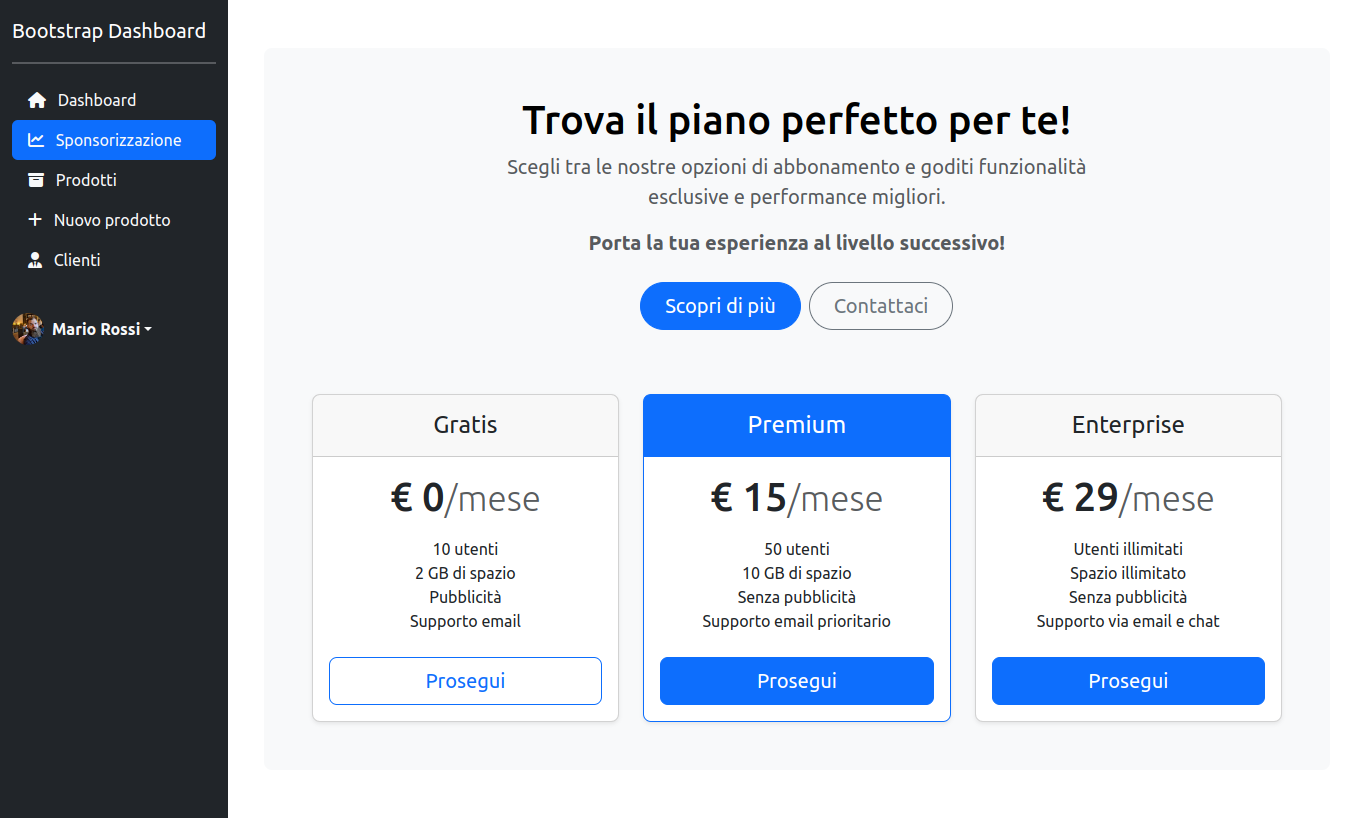 Bootstrap Dashboard
Dashboard
Sponsorizzazione
Prodotti
Nuovo prodotto
Clienti
Mario Rossi
Trova il piano perfetto per te!
Scegli tra le nostre opzioni di abbonamento e goditi funzionalità
esclusive e performance migliori.
Porta la tua esperienza al livello successivo!
Scopri di più
Contattaci
Gratis
€ 0/mese
10 utenti
2 GB di spazio
Pubblicità
Supporto email
Prosegui
Premium
€ 15/mese
50 utenti
10 GB di spazio
Senza pubblicità
Supporto email prioritario
Prosegui
Enterprise
€ 29/mese
Utenti illimitati
Spazio illimitato
Senza pubblicità
Supporto via email e chat
Prosegui